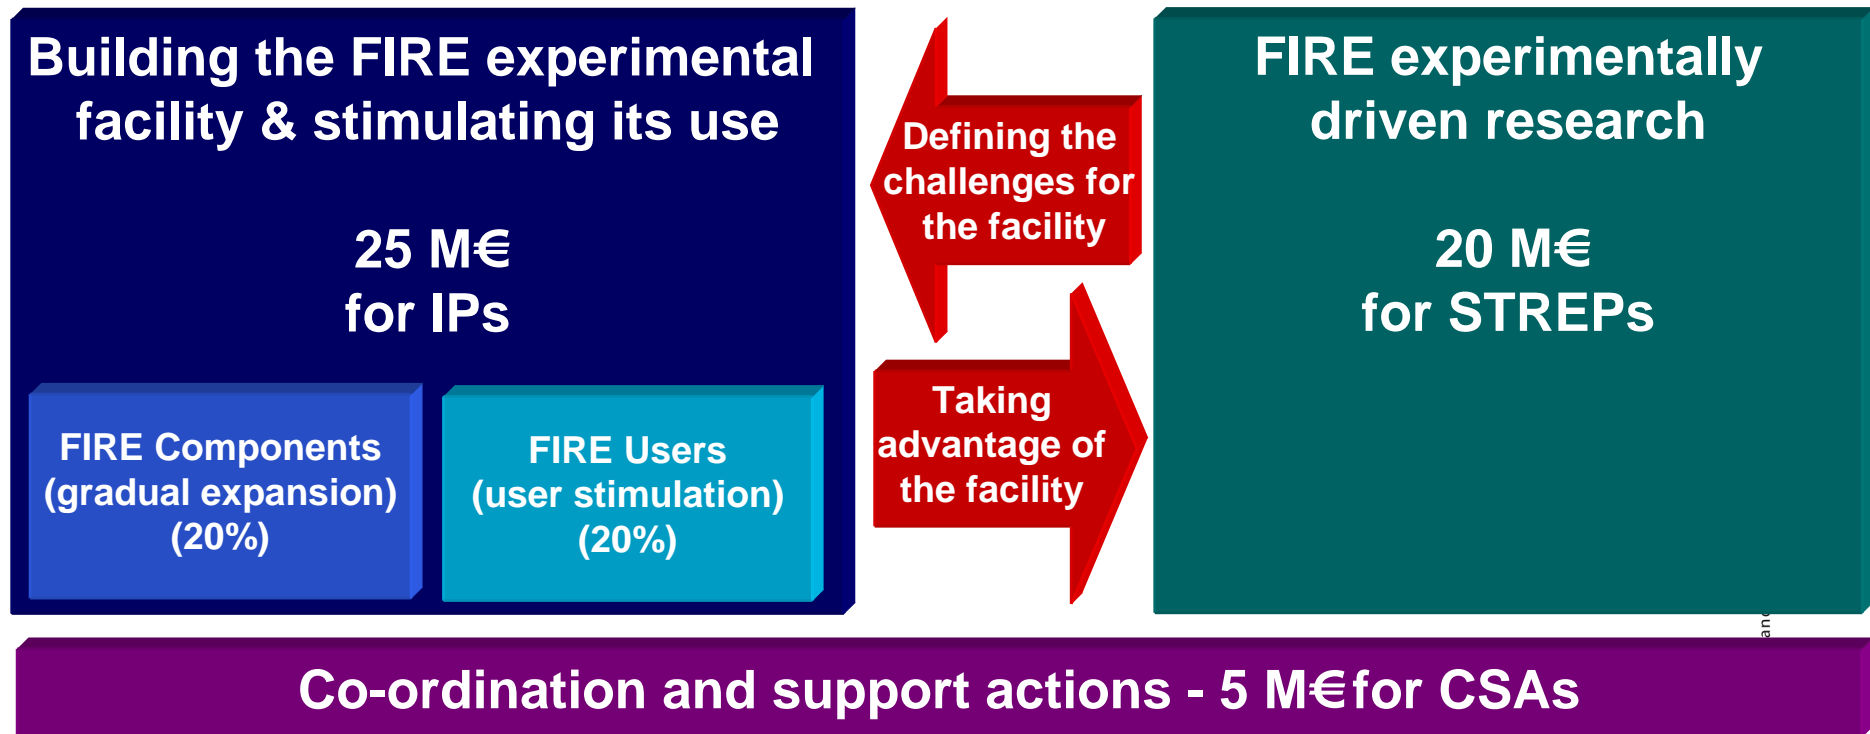 Building the FIRE experimental
facility & stimulating its use
25 M€
for IPs
FIRE Components
(gradual expansion)
(20%)
FIRE Users
(user stimulation)
(20%)
Defining the
challenges for
the facility
Taking
advantage of
the facility
FIRE experimentally
driven research
20 M€
for STREPs
Co-ordination and support actions - 5 M€ for CSAs